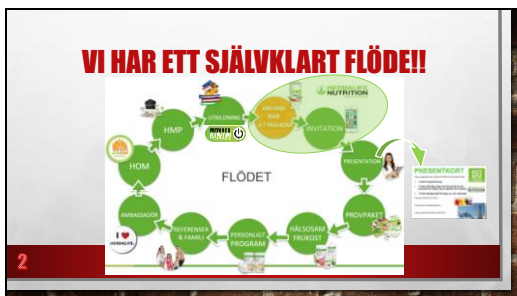 VI HAR ETT SJÄLVKLART FLÖDE!!
HERBALIFE
NUTRITION
ANVÄND
BÄR
ATTRAHERA
INVITATION
PRESENTATION
PRESENTKORT
PROVPAKET
HÄLSOSAM
FRUKOST
PERSONLIGT
PROGRAM
REFERENSER
& FAMILJ
AMBASSADÖR
I
HERBALIFE.
HOM
HMP
UTBILDNING
FLÖDET
2